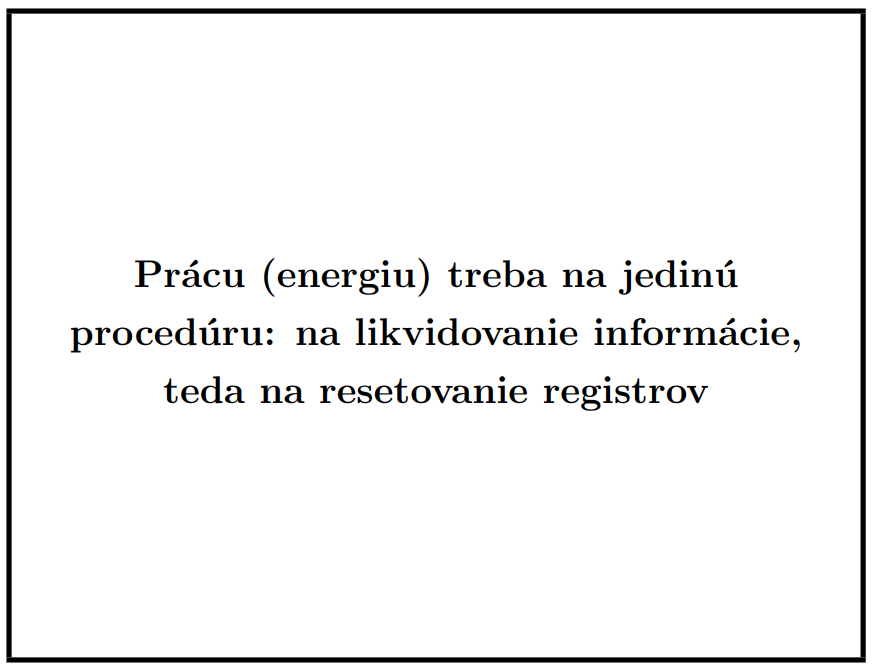 Prácu (energiu) treba na jedinú
procedúru: na likvidovanie informácie,
teda na resetovanie registrov